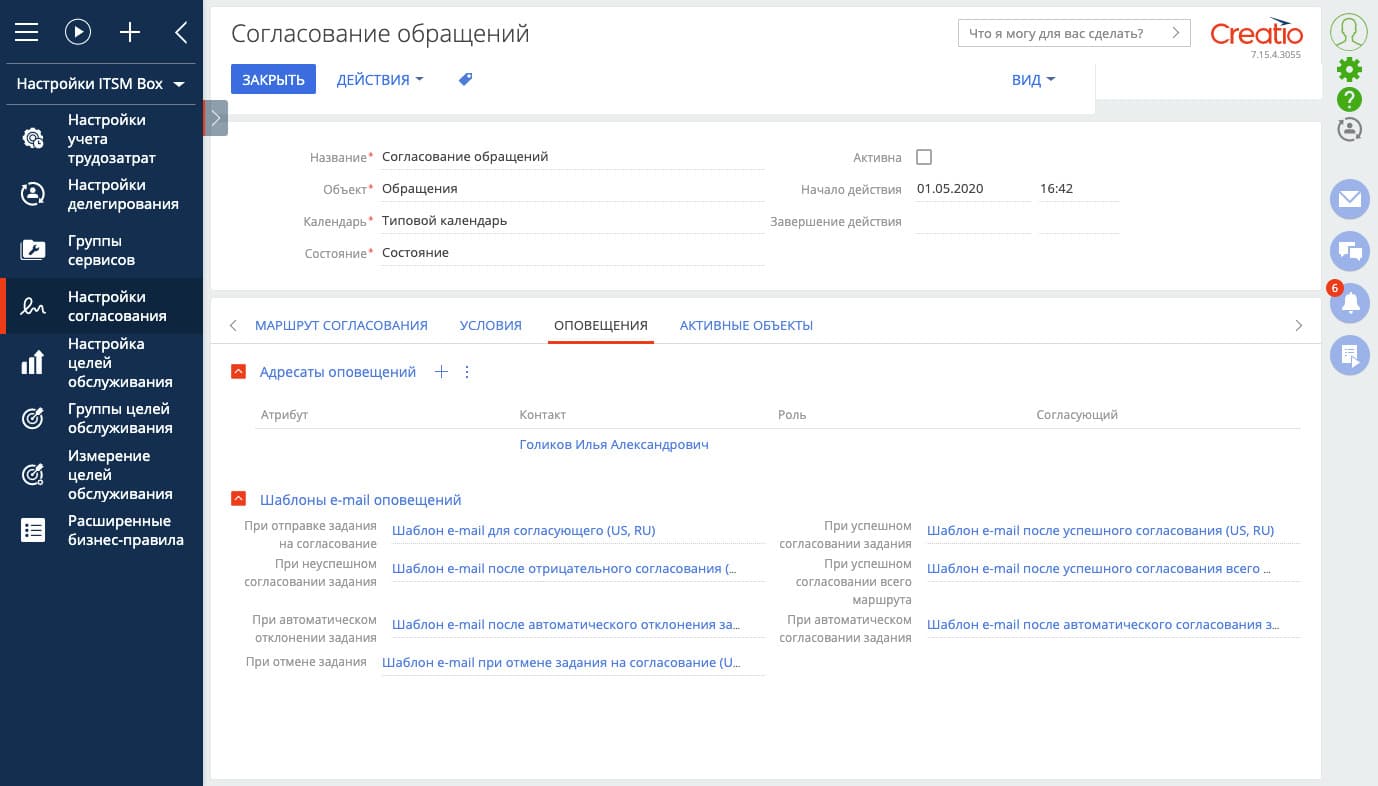 Согласование обращений
Что я могу для вас сделать?
Creatio
7.15.4.3055
ЗАКРЫТЬ
ДЕЙСТВИЯ
ВИД
Настройки ITSM Box
Настройки
учета
трудозатрат
Настройки
делегирования
Группы
сервисов
Настройки
согласования
Настройка
целей
обслуживания
Группы целей
обслуживания
Измерение
целей
обслуживания
Расширенные
бизнес-правила
Название* Согласование обращений
Активна
Объект* Обращения
Начало действия 01.05.2020 16:42
Календарь* Типовой календарь
Завершение действия
Состояние* Состояние
6
МАРШРУТ СОГЛАСОВАНИЯ УСЛОВИЯ ОПОВЕЩЕНИЯ АКТИВНЫЕ ОБЪЕКТЫ
Адресаты оповещений
Атрибут Контакт Роль Согласующий
Голиков Илья Александрович
Шаблоны e-mail оповещений
При отправке задания
на согласование
Шаблон e-mail для согласующего (US, RU)
При успешном
согласовании задания
Шаблон e-mail после успешного согласования (US, RU)
При неуспешном
согласовании задания
Шаблон e-mail после отрицательного согласования (...
При успешном
согласовании всего
маршрута
Шаблон e-mail после успешного согласования всего ...
При автоматическом
отклонении задания
Шаблон e-mail после автоматического отклонения за...
При автоматическом
согласовании задания
Шаблон e-mail после автоматического согласования з...
При отмене задания
Шаблон e-mail при отмене задания на согласование (U...